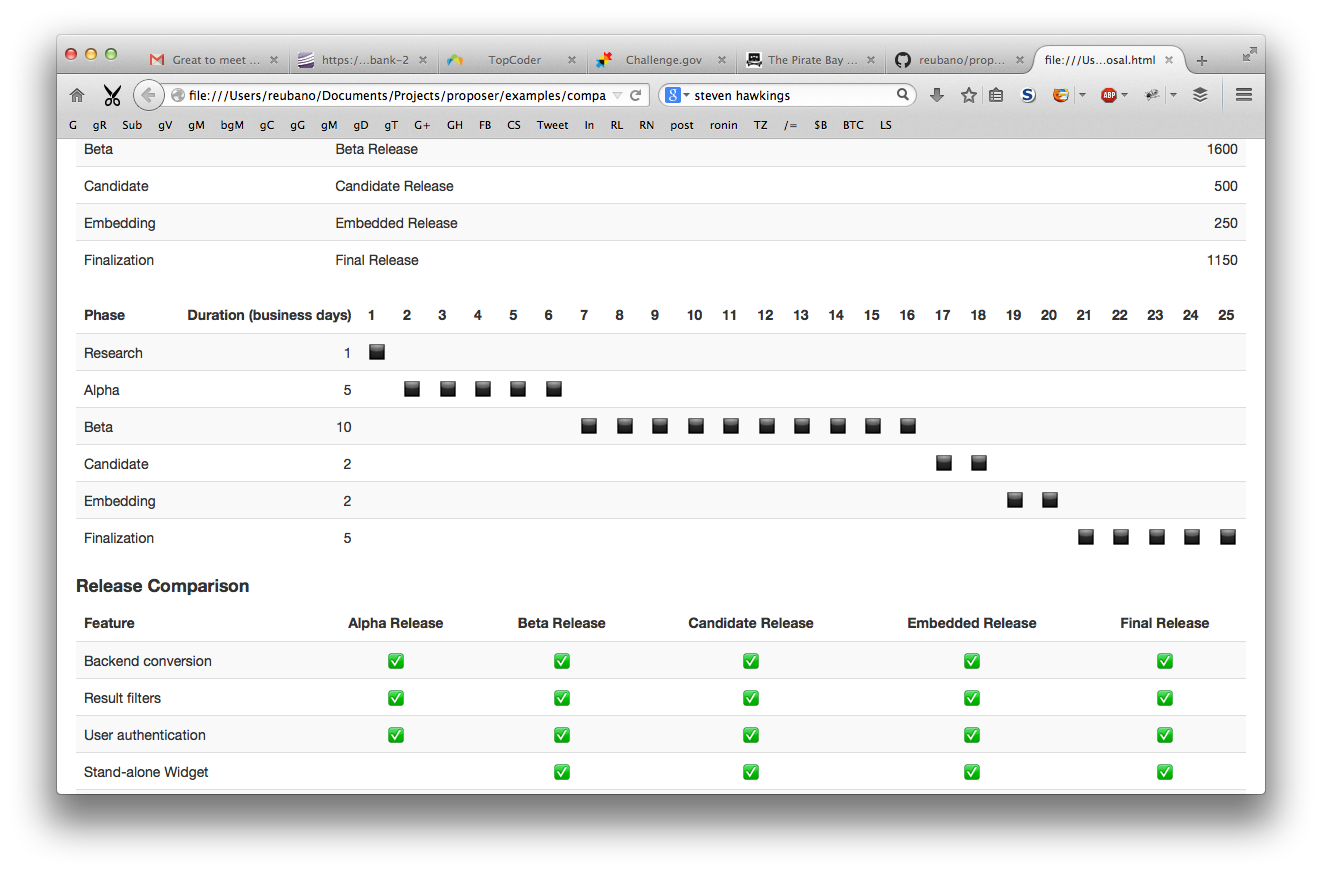 Great to meet ... https:/...bank-2 TopCoder Challenge.gov The Pirate Bay ... reubano/prop... file:///Us...osal.html
file:///Users/reubano/Documents/Projects/proposer/examples/compa 8 steven hawkings S ABP
G gR Sub gV gM bgM gC gG gM gD gT G+ GH FB CS Tweet In RL RN post ronin TZ /= $B BTC LS
Beta Beta Release 1600
Candidate Candidate Release 500
Embedding Embedded Release 250
Finalization Final Release 1150
Phase Duration (business days) 1 2 3 4 5 6 7 8 9 10 11 12 13 14 15 16 17 18 19 20 21 22 23 24 25
Research 1
Alpha 5
Beta 10
Candidate 2
Embedding 2
Finalization 5
Release Comparison
Feature Alpha Release Beta Release Candidate Release Embedded Release Final Release
Backend conversion ✅ ✅ ✅ ✅ ✅
Result filters ✅ ✅ ✅ ✅ ✅
User authentication ✅ ✅ ✅ ✅ ✅
Stand-alone Widget ✅ ✅ ✅ ✅